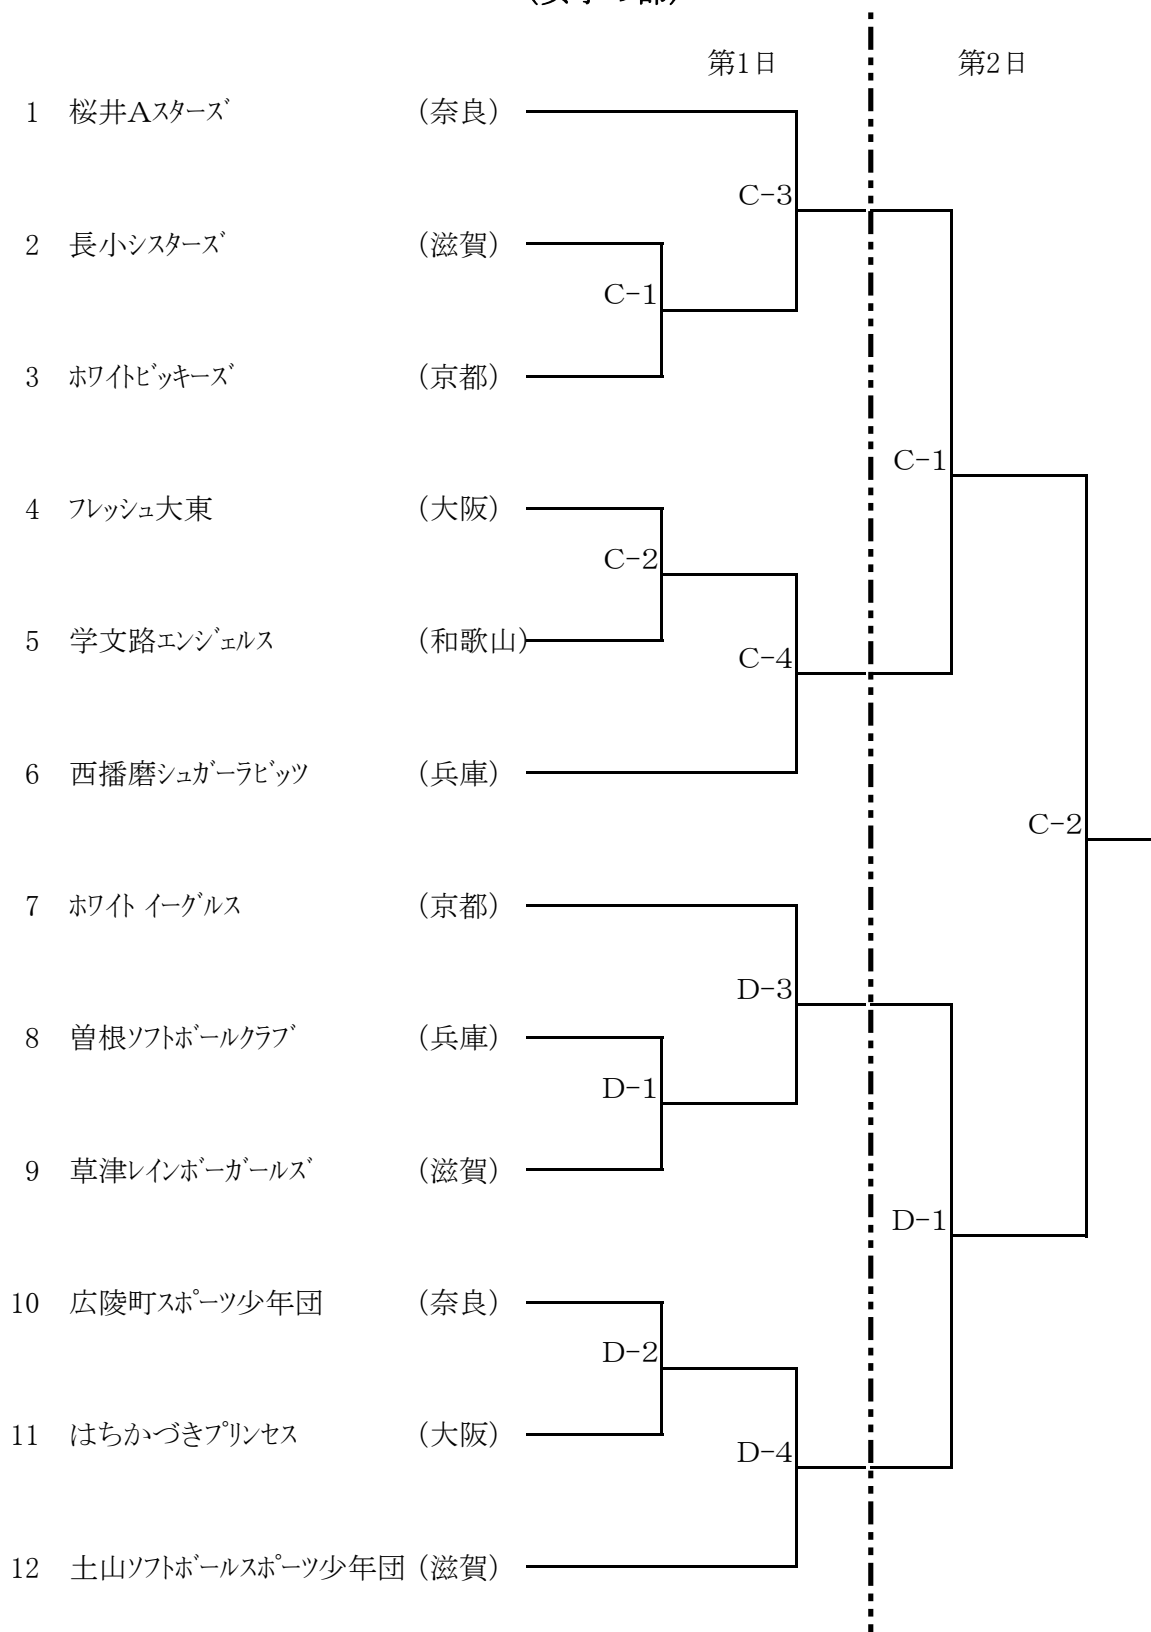 第1日 第2日
1 桜井Aｽﾀｰｽﾞ (奈良)
C-3
2 長小ｼｽﾀｰｽﾞ (滋賀)
C-1
3 ﾎﾜｲﾄﾋﾞｯｷｰｽﾞ (京都)
C-1
4 ﾌﾚｯｼｭ大東 (大阪)
C-2
5 学文路ｴﾝｼﾞｪﾙｽ (和歌山)
C-4
6 西播磨ｼｭｶﾞｰﾗﾋﾞｯﾂ (兵庫)
C-2
7 ﾎﾜｲﾄ ｲｰｸﾞﾙｽ (京都)
D-3
8 曽根ｿﾌﾄﾎﾞｰﾙｸﾗﾌﾞ (兵庫)
D-1
9 草津ﾚｲﾝﾎﾞｰｶﾞｰﾙｽﾞ (滋賀)
D-1
10 広陵町ｽﾎﾟｰﾂ少年団 (奈良)
D-2
11 はちかづきﾌﾟﾘﾝｾｽ (大阪)
D-4
12 土山ｿﾌﾄﾎﾞｰﾙｽﾎﾟｰﾂ少年団 (滋賀)